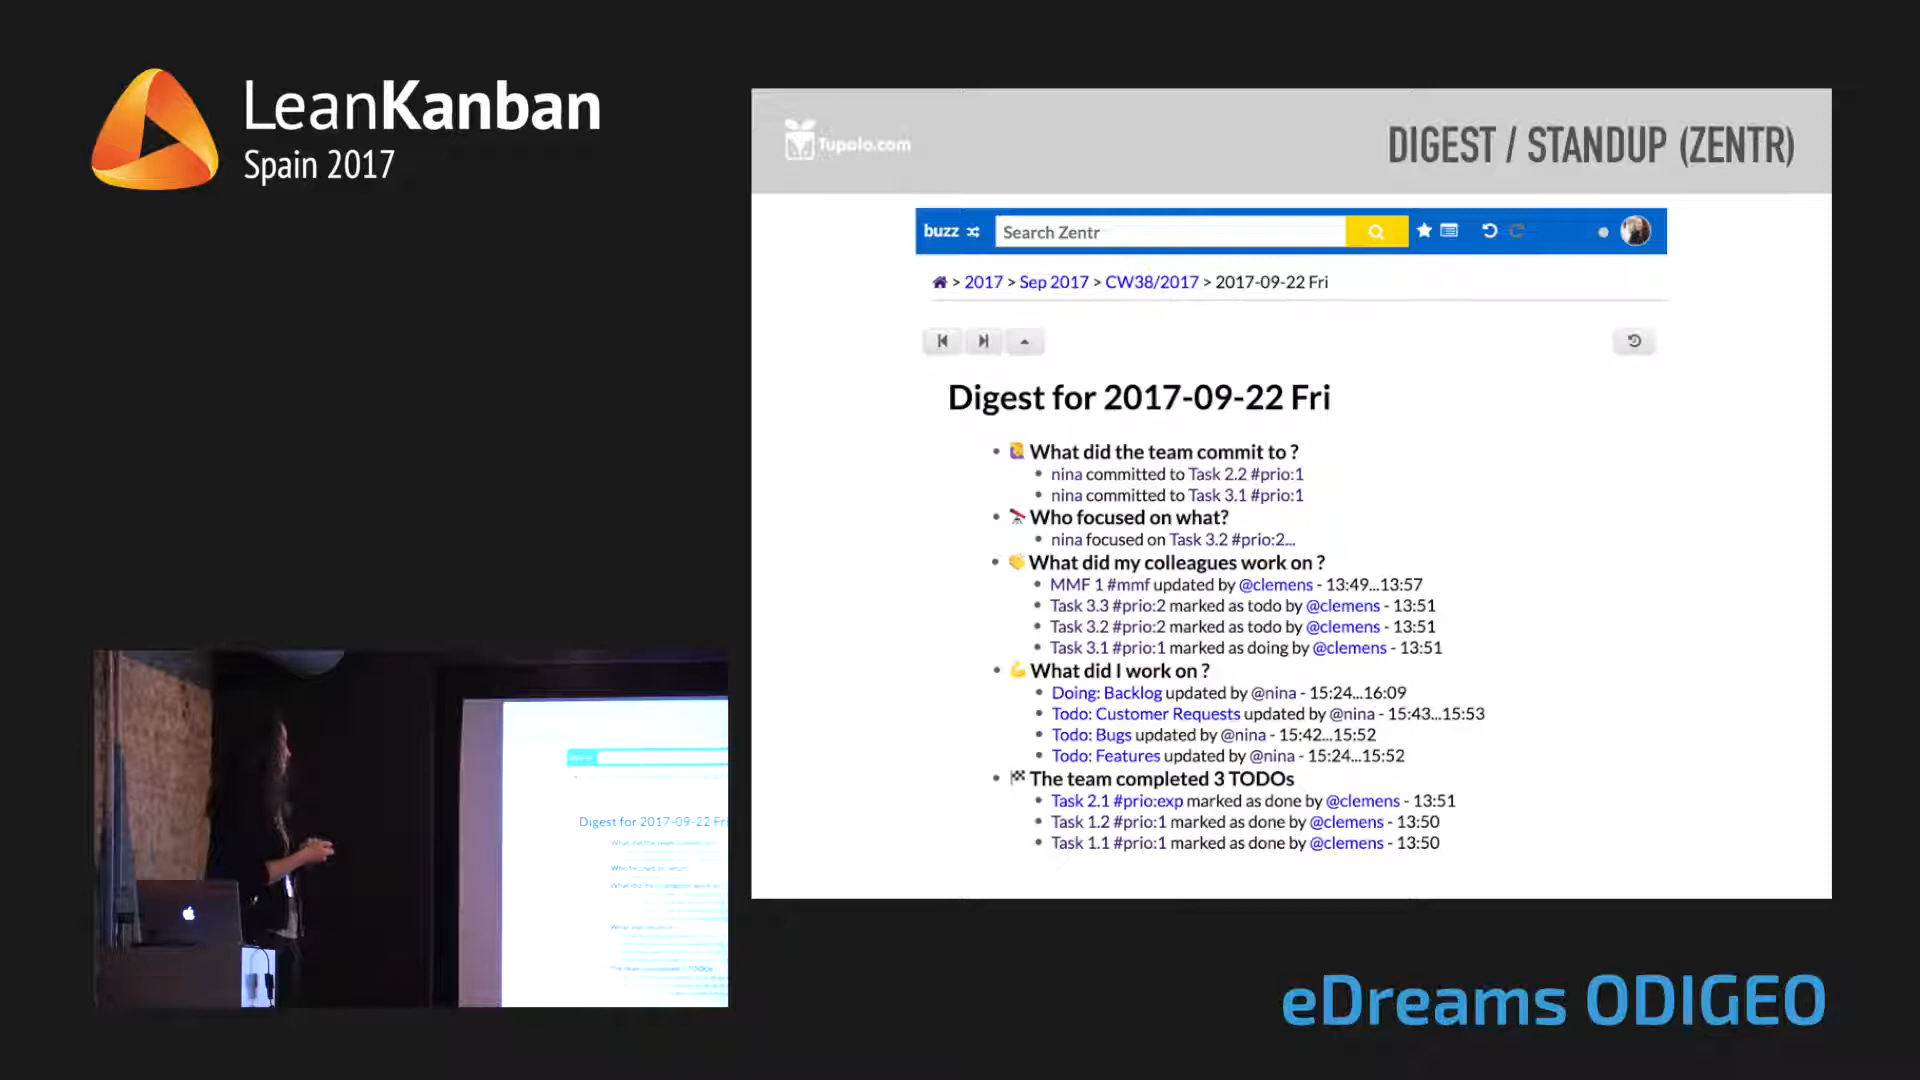 LeanKanban
Spain 2017
Tupalo.com
DIGEST / STANDUP (ZENTR)
buzz
Search Zentr
> 2017 > Sep 2017 > CW38/2017 > 2017-09-22 Fri
Digest for 2017-09-22 Fri
• What did the team commit to ?
• nina committed to Task 2.2 #prio:1
• nina committed to Task 3.1 #prio:1
• Who focused on what?
• nina focused on Task 3.2 #prio:2...
• What did my colleagues work on ?
• MMF 1 #mmf updated by @clemens - 13:49...13:57
• Task 3.3 #prio:2 marked as todo by @clemens - 13:51
• Task 3.2 #prio:2 marked as todo by @clemens - 13:51
• Task 3.1 #prio:1 marked as doing by @clemens - 13:51
• What did I work on ?
• Doing: Backlog updated by @nina - 15:24...16:09
• Todo: Customer Requests updated by @nina - 15:43...15:53
• Todo: Bugs updated by @nina - 15:42...15:52
• Todo: Features updated by @nina - 15:24...15:52
• The team completed 3 TODOs
• Task 2.1 #prio:exp marked as done by @clemens - 13:51
• Task 1.2 #prio:1 marked as done by @clemens - 13:50
• Task 1.1 #prio:1 marked as done by @clemens - 13:50
Digest for 2017-09-22 Fri
eDreams ODIGEO